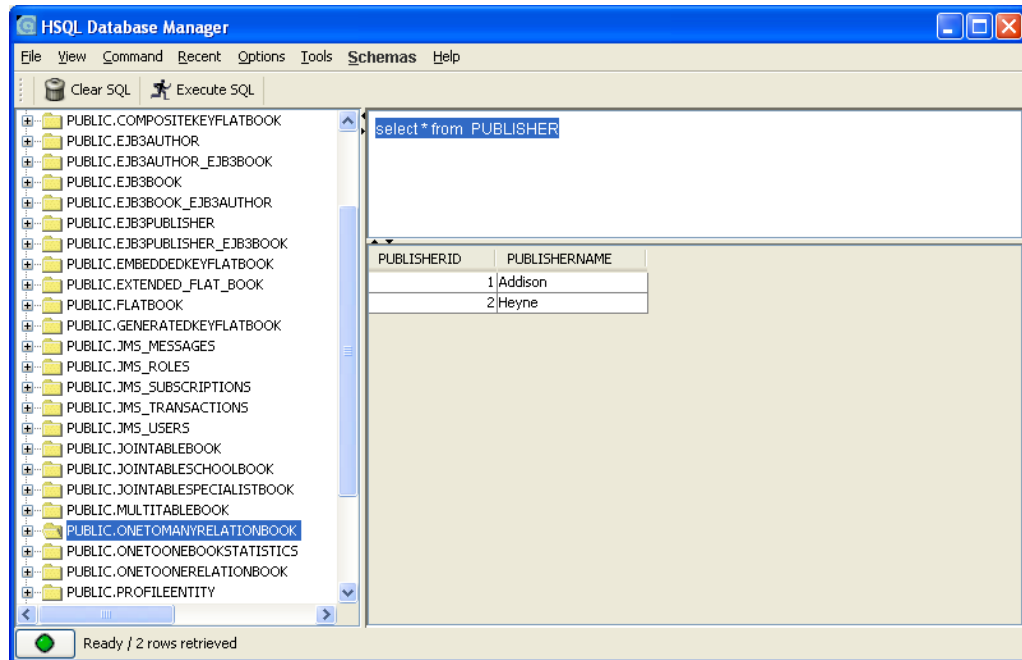 HSQL Database Manager
File View Command Recent Options Tools Schemas Help
Clear SQL Execute SQL
PUBLIC.COMPOSITEKEYFLATBOOK
PUBLIC.EJB3AUTHOR
PUBLIC.EJB3AUTHOR_EJB3BOOK
PUBLIC.EJB3BOOK
PUBLIC.EJB3BOOK_EJB3AUTHOR
PUBLIC.EJB3PUBLISHER
PUBLIC.EJB3PUBLISHER_EJB3BOOK
PUBLIC.EMBEDDEDKEYFLATBOOK
PUBLIC.EXTENDED_FLAT_BOOK
PUBLIC.FLATBOOK
PUBLIC.GENERATEDKEYFLATBOOK
PUBLIC.JMS_MESSAGES
PUBLIC.JMS_ROLES
PUBLIC.JMS_SUBSCRIPTIONS
PUBLIC.JMS_TRANSACTIONS
PUBLIC.JMS_USERS
PUBLIC.JOINTABLEBOOK
PUBLIC.JOINTABLESCHOOLBOOK
PUBLIC.JOINTABLESPECIALISTBOOK
PUBLIC.MULTITABLEBOOK
PUBLIC.ONETOMANYRELATIONBOOK
PUBLIC.ONETOONEBOOKSTATISTICS
PUBLIC.ONETOONERELATIONBOOK
PUBLIC.PROFILEENTITY
select * from PUBLISHER
PUBLISHERID PUBLISHERNAME
1 Addison
2 Heyne
Ready / 2 rows retrieved